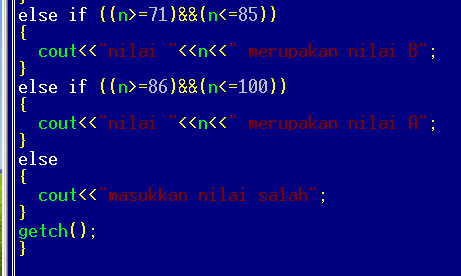 else if ((n>=71)&&(n<=85))
{
cout<<"nilai "<<n<<" merupakan nilai B";
}
else if ((n>=86)&&(n<=100))
{
cout<<"nilai "<<n<<" merupakan nilai A";
}
else
{
cout<<"masukkan nilai salah";
}
getch();
}